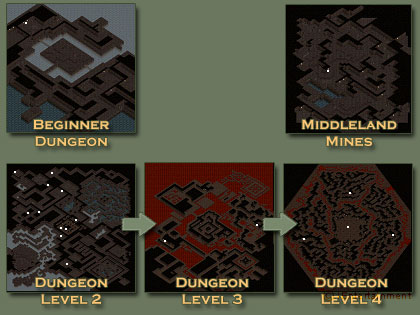 Beginner
Dungeon
Middleland
Mines
Dungeon
Level 2
Dungeon
Level 3
Dungeon
Level 4